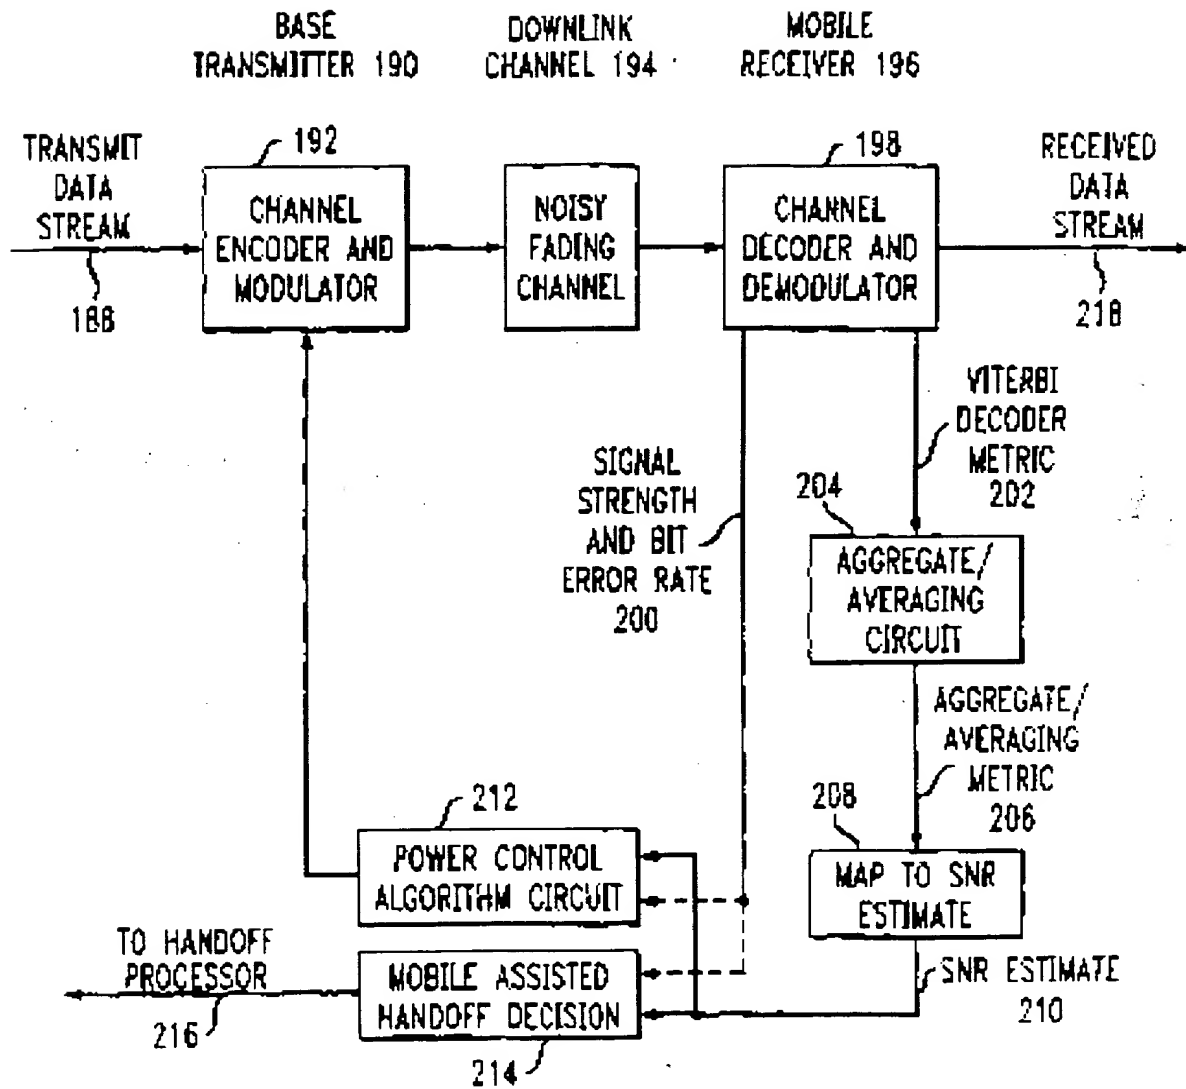 BASE
TRANSMITTER 190
DOWNLINK
CHANNEL 194
MOBILE
RECEIVER 196
TRANSMIT
DATA
STREAM
188
192
CHANNEL
ENCODER AND
MODULATOR
NOISY
FADING
CHANNEL
198
CHANNEL
DECODER AND
DEMODULATOR
RECEIVED
DATA
STREAM
218
SIGNAL
STRENGTH
AND BIT
ERROR RATE
200
VITERBI
DECODER
METRIC
202
204
AGGREGATE/
AVERAGING
CIRCUIT
AGGREGATE/
AVERAGING
METRIC
206
208
MAP TO SNR
ESTIMATE
SNR ESTIMATE
210
212
POWER CONTROL
ALGORITHM CIRCUIT
TO HANDOFF
PROCESSOR
216
MOBILE ASSISTED
HANDOFF DECISION
214